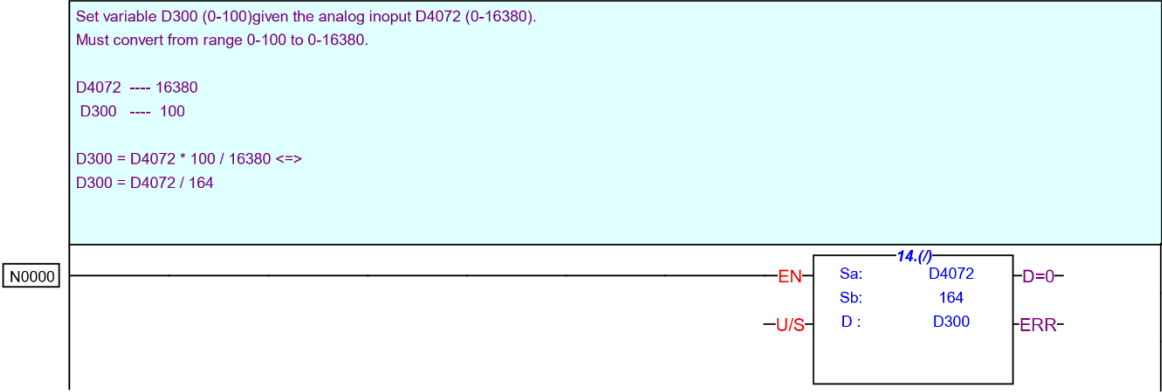 Set variable D300 (0-100)given the analog inoput D4072 (0-16380).
Must convert from range 0-100 to 0-16380.
D4072 ---- 16380
D300 ---- 100
D300 = D4072 * 100 / 16380 <=>
D300 = D4072 / 164
N0000
14.(/)
EN Sa: D4072 D=0
Sb: 164
U/S D : D300 ERR